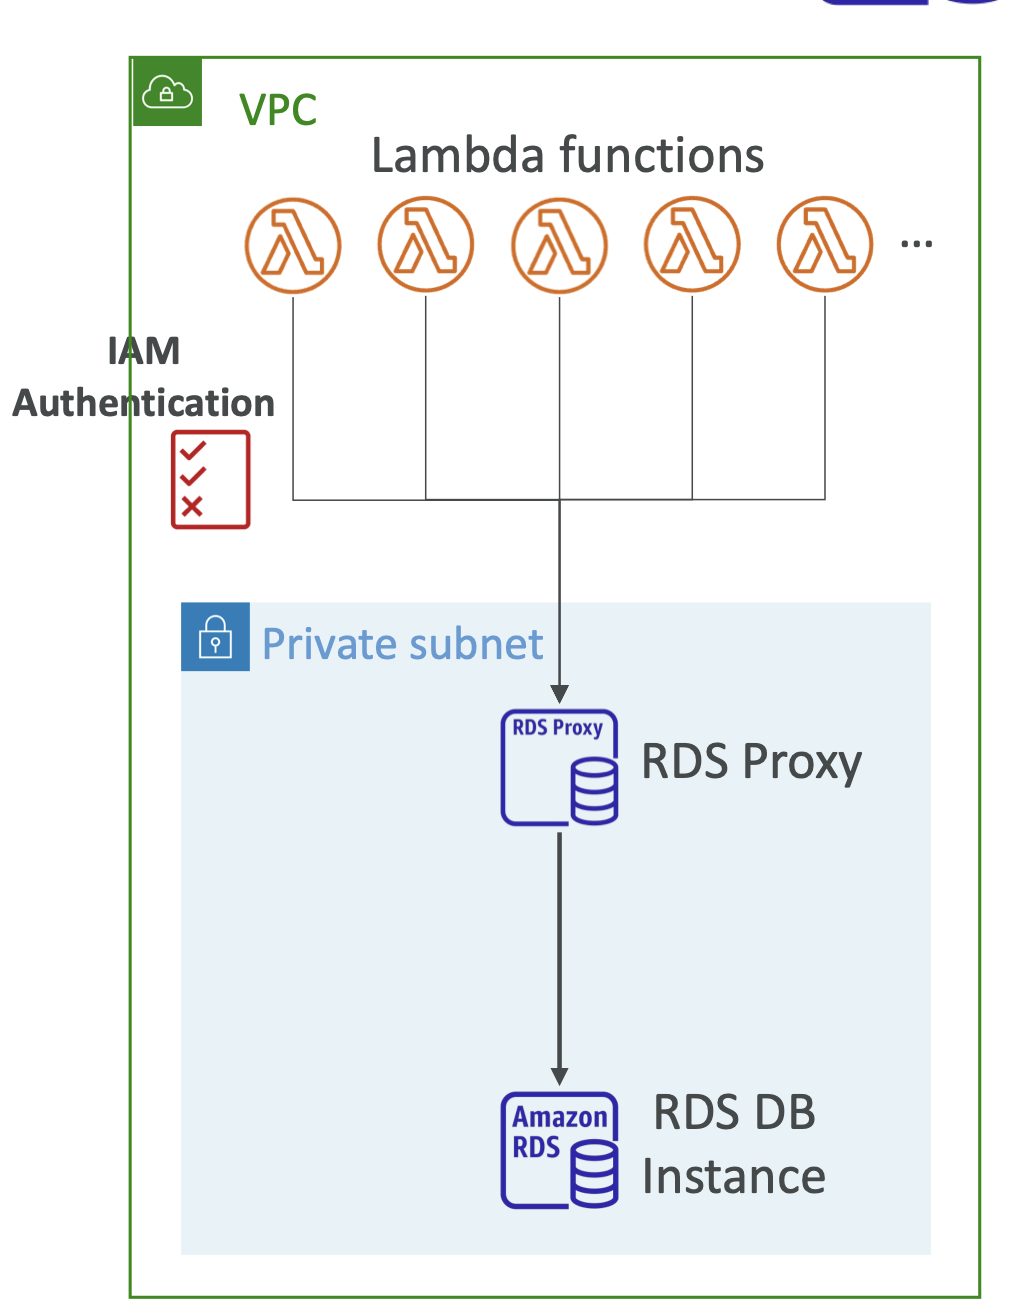 VPC
Lambda functions
...
IAM
Authentication
Private subnet
RDS Proxy
RDS Proxy
Amazon
RDS
RDS DB
Instance